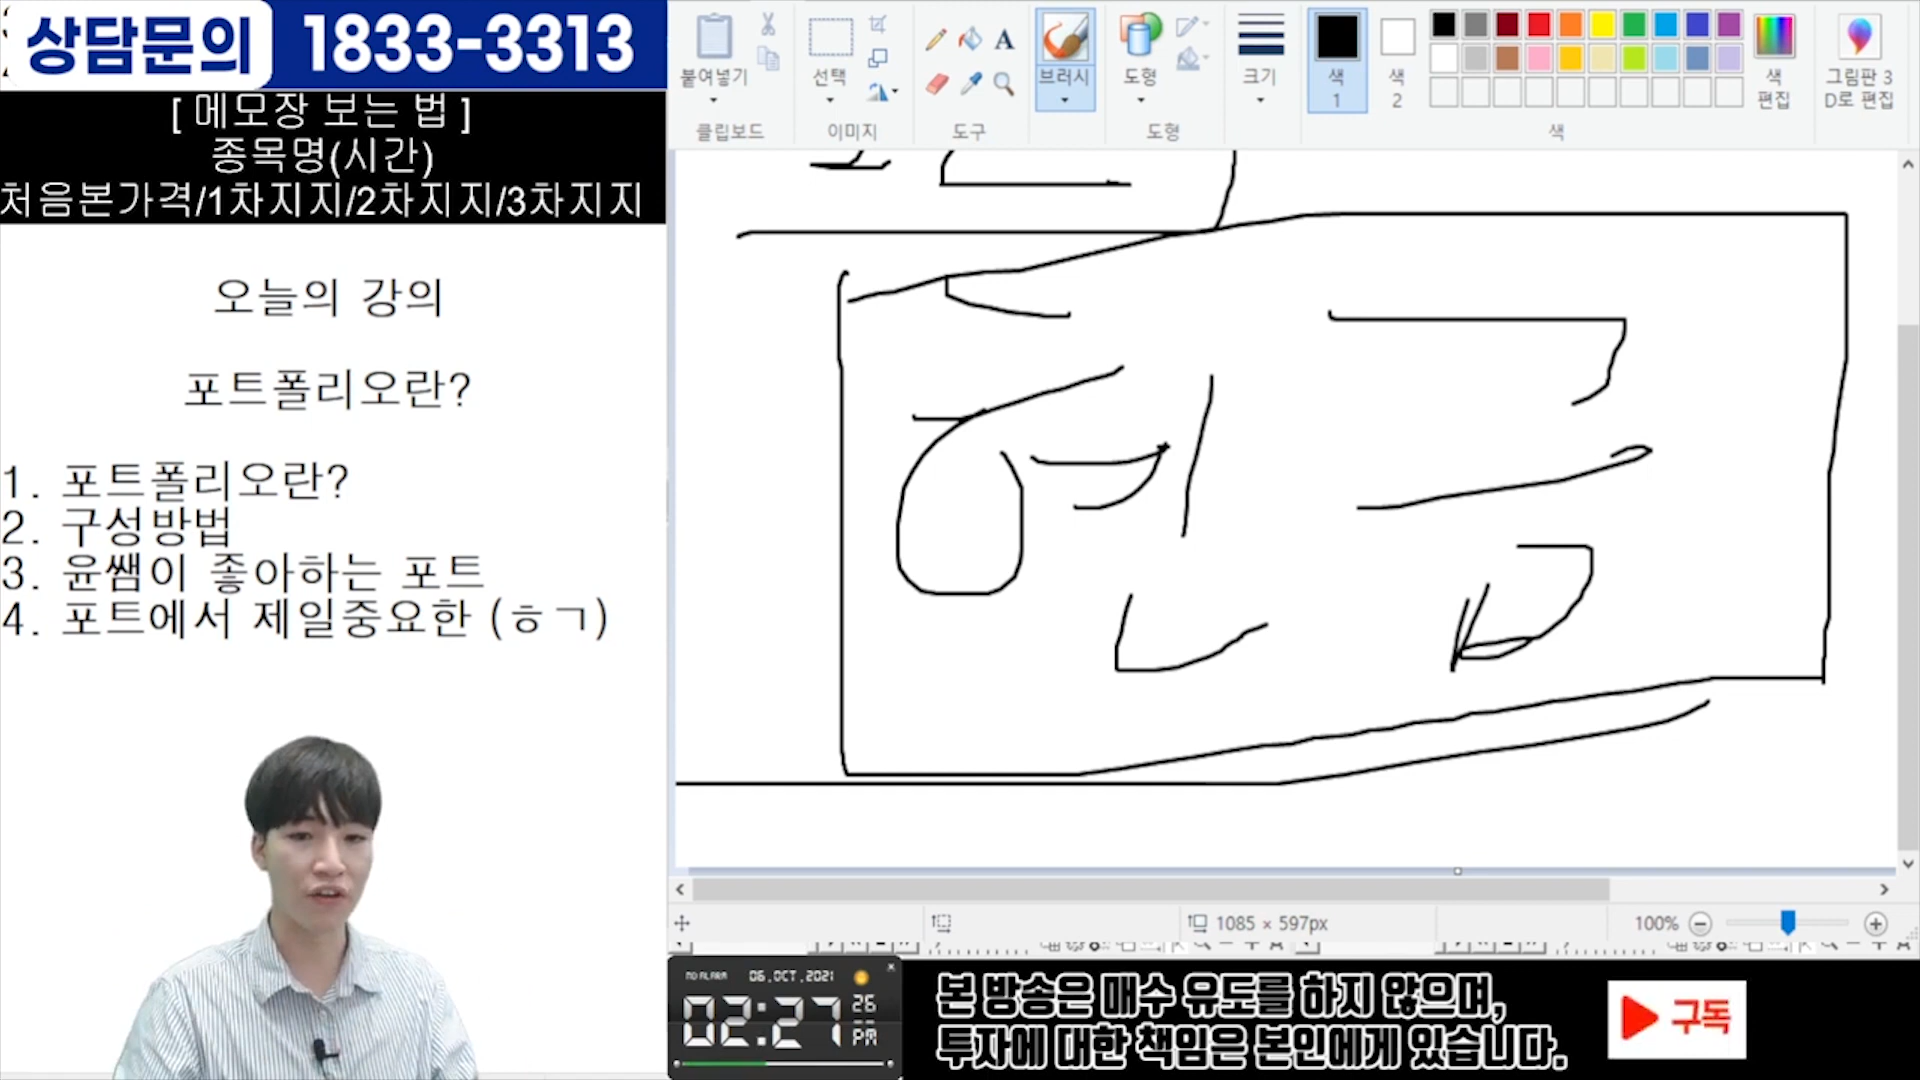 상담문의 1833-3313
[ 메모장 보는 법 ]
종목명(시간)
처음본가격/1차지지/2차지지/3차지지
오늘의 강의
포트폴리오란?
1. 포트폴리오란?
2. 구성방법
3. 윤쌤이 좋아하는 포트
4. 포트에서 제일중요한 (ㅎㄱ)
붙여넣기
클립보드
선택
이미지
A
도구
브러시
도형
도형
크기
색 1
색 2
색
색 편집
그림판 3D로 편집
현금
1085 × 597px
100%
NO ALARM 06,OCT,2021
02:27 26 PM
본 방송은 매수 유도를 하지 않으며,
투자에 대한 책임은 본인에게 있습니다.
구독